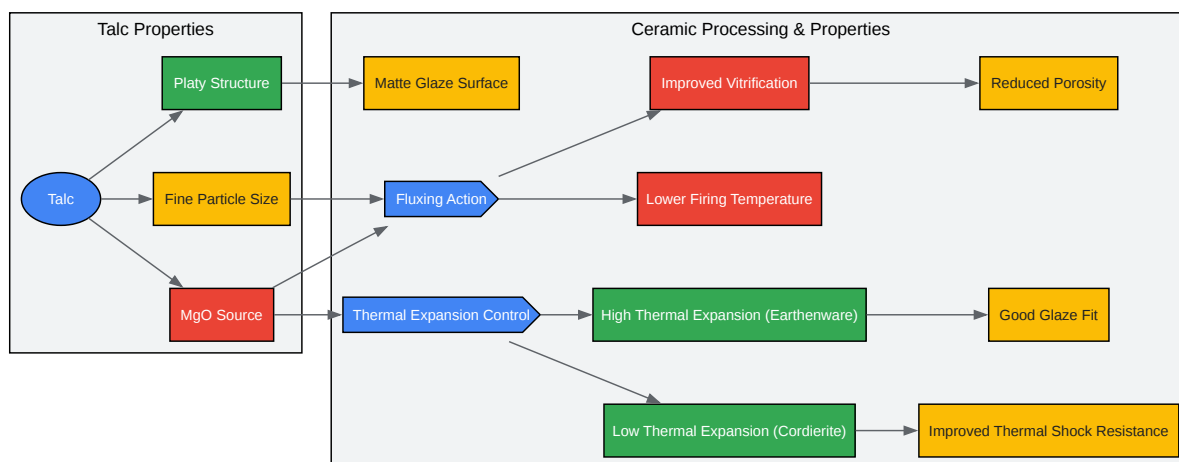 Talc Properties
Ceramic Processing & Properties
Platy Structure
Matte Glaze Surface
Improved Vitrification
Reduced Porosity
Talc
Fine Particle Size
Fluxing Action
Lower Firing Temperature
MgO Source
Thermal Expansion Control
High Thermal Expansion (Earthenware)
Good Glaze Fit
Low Thermal Expansion (Cordierite)
Improved Thermal Shock Resistance